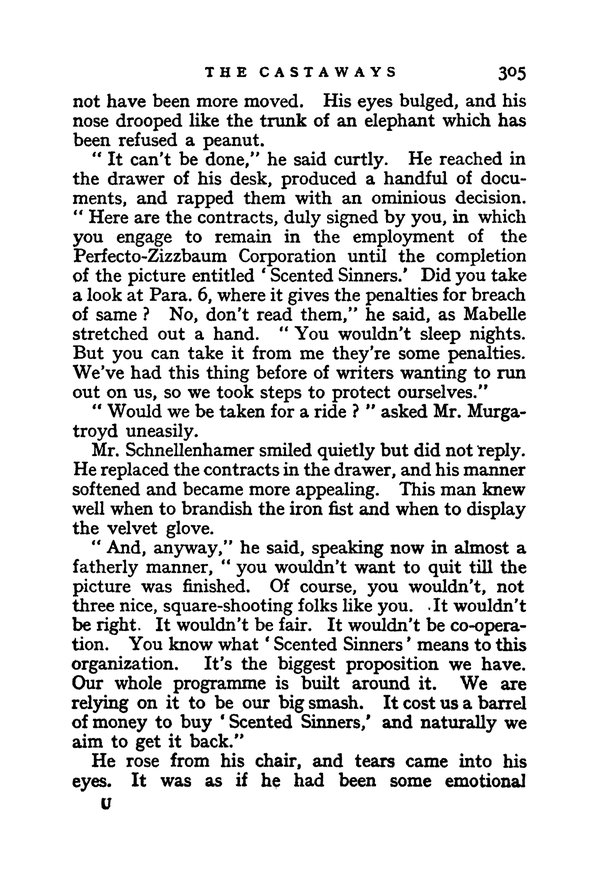 THE CASTAWAYS 305
not have been more moved. His eyes bulged, and his
nose drooped like the trunk of an elephant which has
been refused a peanut.
“ It can't be done,” he said curtly. He reached in
the drawer of his desk, produced a handful of docu-
ments, and rapped them with an ominious decision.
“ Here are the contracts, duly signed by you, in which
you engage to remain in the employment of the
Perfecto-Zizzbaum Corporation until the completion
of the picture entitled ‘ Scented Sinners.’ Did you take
a look at Para. 6, where it gives the penalties for breach
of same ? No, don't read them,” he said, as Mabelle
stretched out a hand. “ You wouldn't sleep nights.
But you can take it from me they're some penalties.
We've had this thing before of writers wanting to run
out on us, so we took steps to protect ourselves.”
“ Would we be taken for a ride ? ” asked Mr. Murga-
troyd uneasily.
Mr. Schnellenhamer smiled quietly but did not reply.
He replaced the contracts in the drawer, and his manner
softened and became more appealing. This man knew
well when to brandish the iron fist and when to display
the velvet glove.
“ And, anyway,” he said, speaking now in almost a
fatherly manner, “ you wouldn't want to quit till the
picture was finished. Of course, you wouldn't, not
three nice, square-shooting folks like you. It wouldn't
be right. It wouldn't be fair. It wouldn't be co-opera-
tion. You know what ‘ Scented Sinners ’ means to this
organization. It's the biggest proposition we have.
Our whole programme is built around it. We are
relying on it to be our big smash. It cost us a barrel
of money to buy ‘ Scented Sinners,’ and naturally we
aim to get it back.”
He rose from his chair, and tears came into his
eyes. It was as if he had been some emotional
U